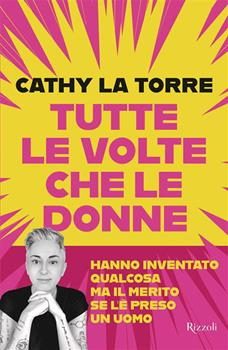 CATHY LA TORRE
TUTTE
LE VOLTE
CHE LE
DONNE
HANNO INVENTATO
QUALCOSA
MA IL MERITO
SE LÈ PRESO
UN UOMO
Rizzoli